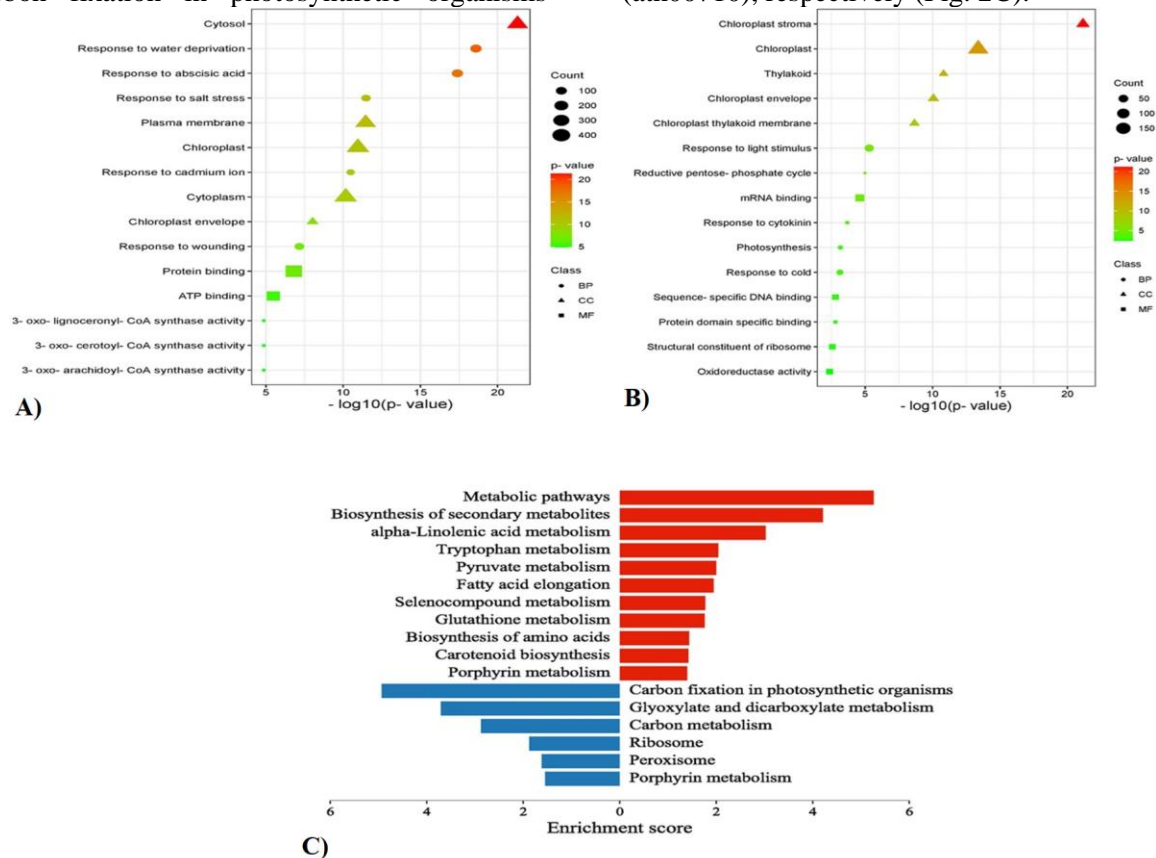 fixation in photosynthetic organisms
respectively (Fig. 2C).
Cytosol
Response to water deprivation
Response to abscisic acid
Response to salt stress
Plasma membrane
Chloroplast
Response to cadmium ion
Cytoplasm
Chloroplast envelope
Response to wounding
Protein binding
ATP binding
3- oxo- lignoceronyl- CoA synthase activity
3- oxo- cerotoyl- CoA synthase activity
3- oxo- arachidoyl- CoA synthase activity
5 10 15 20
- log10(p- value)
Count
100
200
300
400
p- value
20
15
10
5
Class
BP
CC
MF
A)
Chloroplast stroma
Chloroplast
Thylakoid
Chloroplast envelope
Chloroplast thylakoid membrane
Response to light stimulus
Reductive pentose- phosphate cycle
mRNA binding
Response to cytokinin
Photosynthesis
Response to cold
Sequence- specific DNA binding
Protein domain specific binding
Structural constituent of ribosome
Oxidoreductase activity
5 10 15 20
- log10(p- value)
Count
50
100
150
p- value
20
15
10
5
Class
BP
CC
MF
B)
Metabolic pathways
Biosynthesis of secondary metabolites
alpha-Linolenic acid metabolism
Tryptophan metabolism
Pyruvate metabolism
Fatty acid elongation
Selenocompound metabolism
Glutathione metabolism
Biosynthesis of amino acids
Carotenoid biosynthesis
Porphyrin metabolism
Carbon fixation in photosynthetic organisms
Glyoxylate and dicarboxylate metabolism
Carbon metabolism
Ribosome
Peroxisome
Porphyrin metabolism
6 4 2 0 2 4 6
Enrichment score
C)